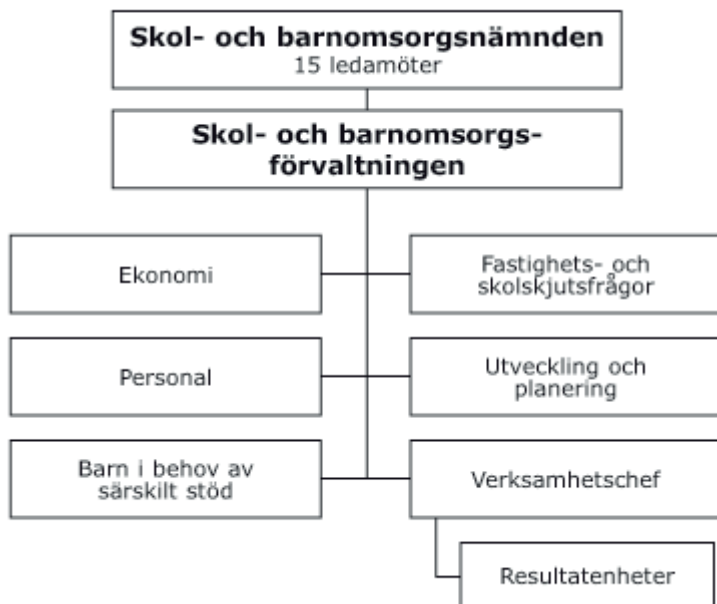 Skol- och barnomsorgsnämnden
15 ledamöter
Skol- och barnomsorgs-
förvaltningen
Ekonomi
Fastighets- och
skolskjutsfrågor
Personal
Utveckling och
planering
Barn i behov av
särskilt stöd
Verksamhetschef
Resultatenheter